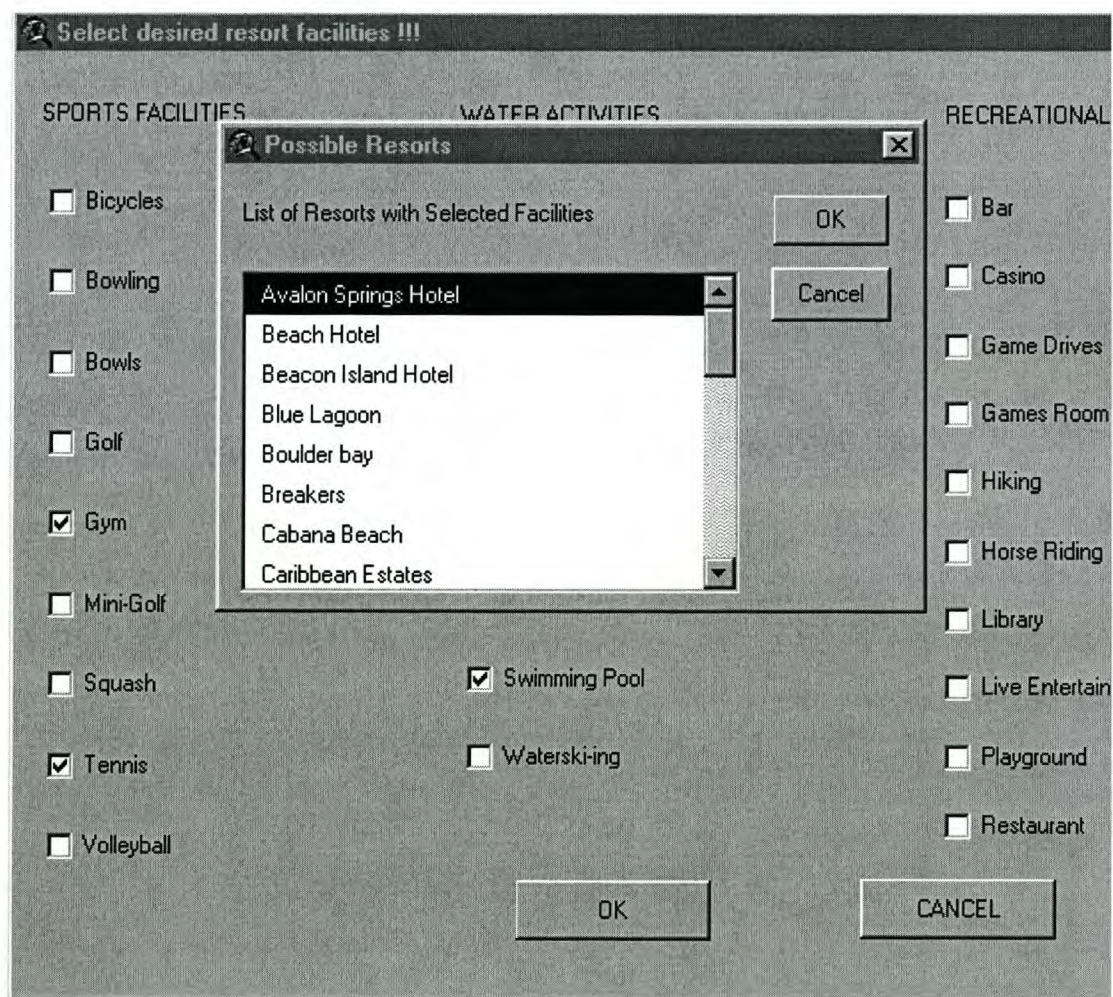 Select desired resort facilities !!!
SPORTS FACILITIES
Bicycles
Bowling
Bowls
Golf
Gym
Mini-Golf
Squash
Tennis
Volleyball
WATER ACTIVITIES
Possible Resorts
List of Resorts with Selected Facilities
OK
Cancel
Avalon Springs Hotel
Beach Hotel
Beacon Island Hotel
Blue Lagoon
Boulder bay
Breakers
Cabana Beach
Caribbean Estates
Swimming Pool
Waterski-ing
RECREATIONAL
Bar
Casino
Game Drives
Games Room
Hiking
Horse Riding
Library
Live Entertain
Playground
Restaurant
OK
CANCEL